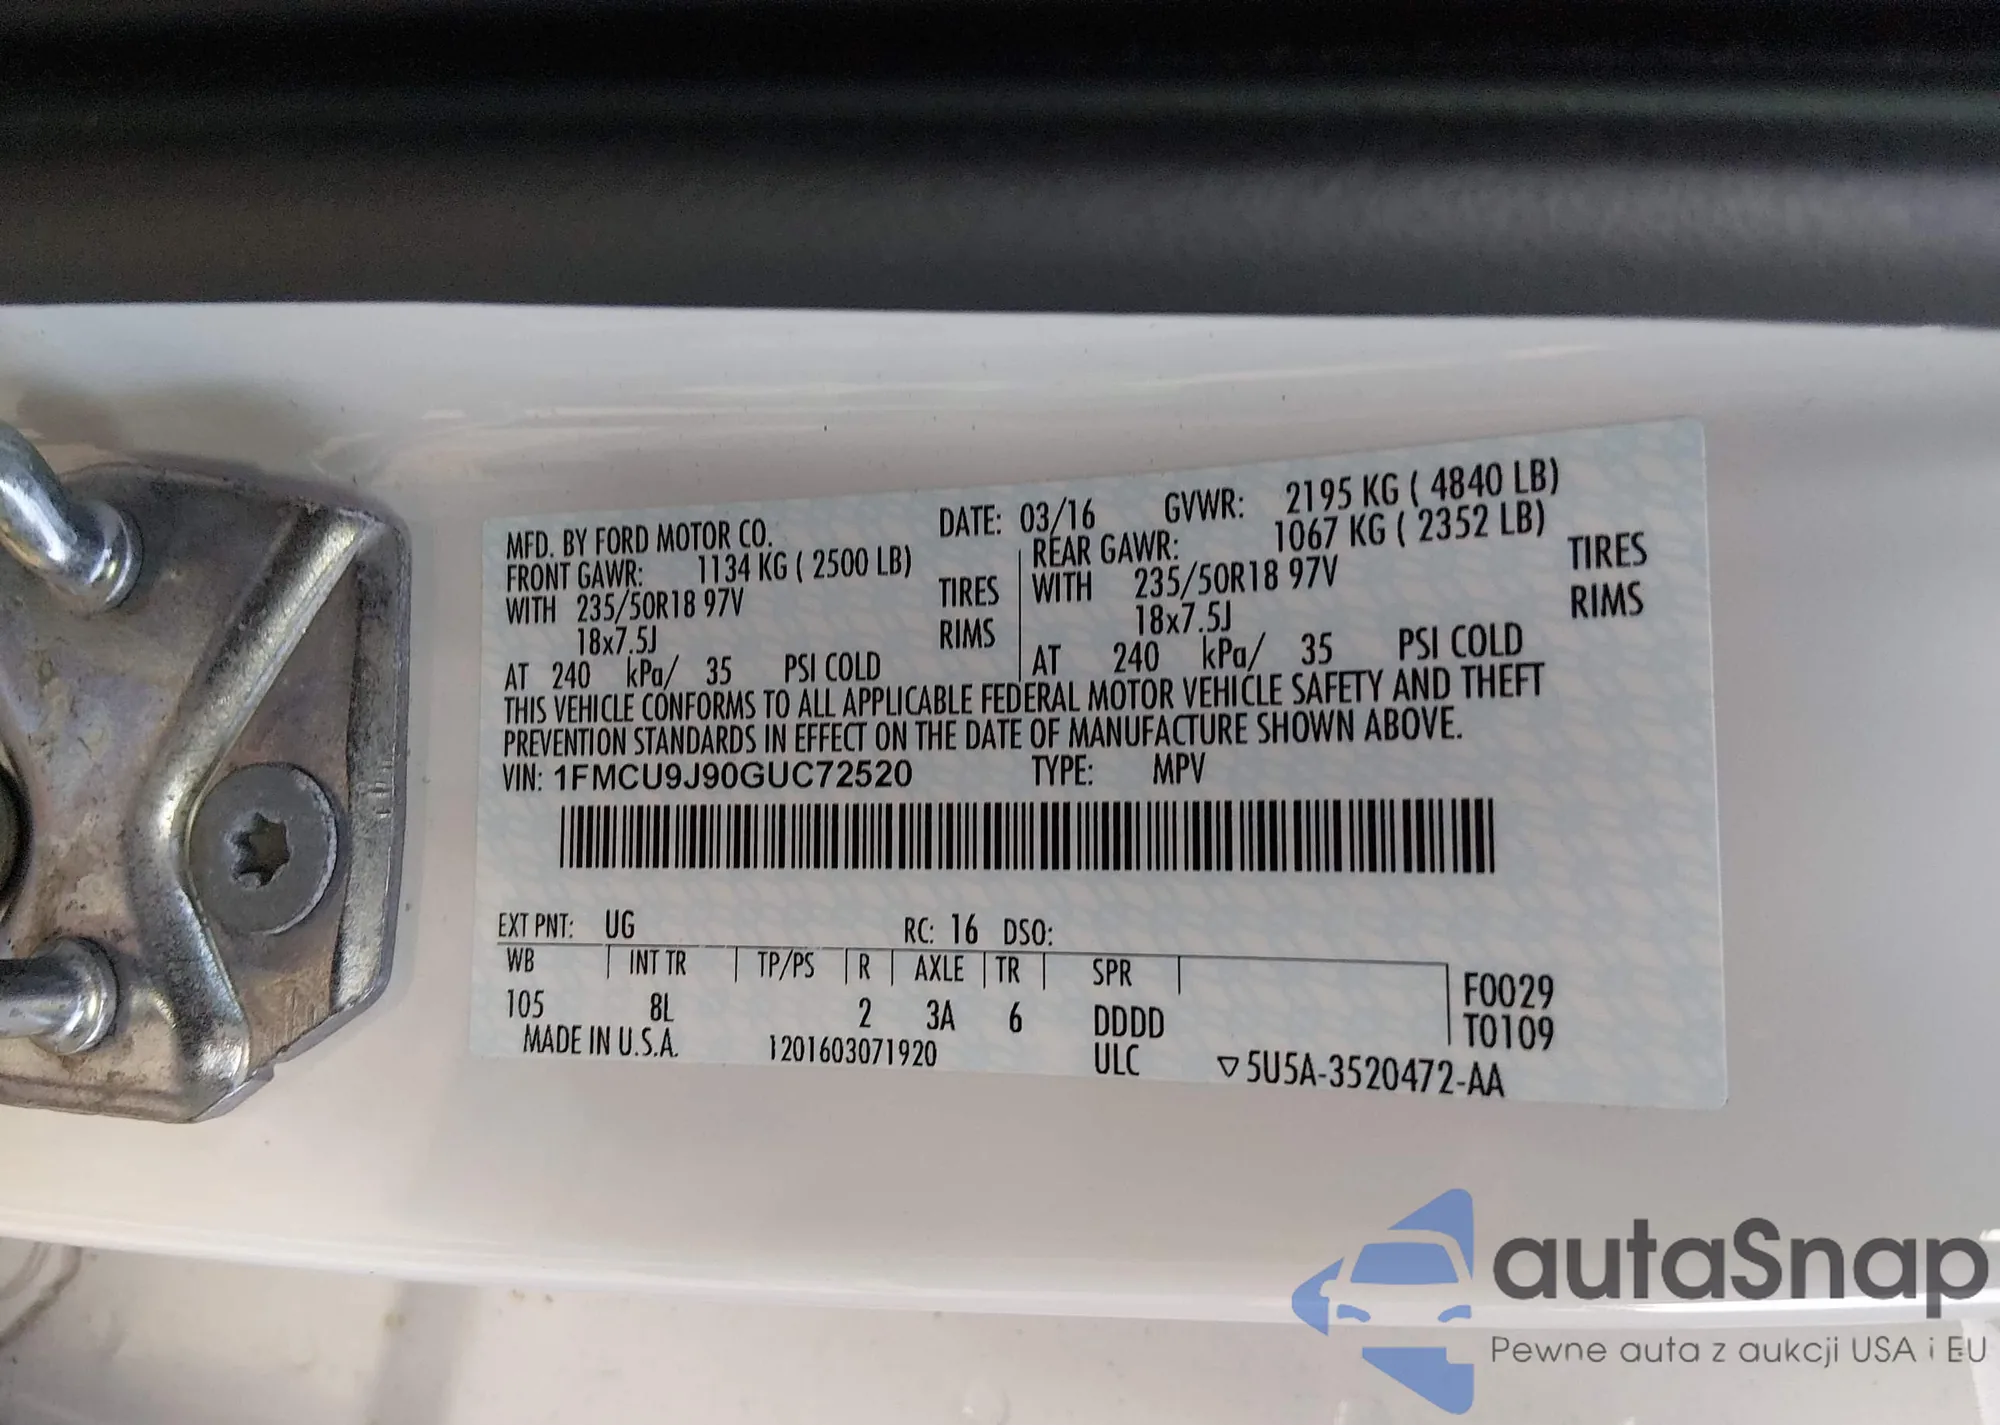 MFD. BY FORD MOTOR CO. DATE: 03/16 GVWR: 2195 KG ( 4840 LB)
FRONT GAWR: 1134 KG ( 2500 LB) REAR GAWR: 1067 KG ( 2352 LB)
WITH 235/50R18 97V TIRES WITH 235/50R18 97V TIRES
18x7.5J RIMS 18x7.5J RIMS
AT 240 kPa/ 35 PSI COLD AT 240 kPa/ 35 PSI COLD
THIS VEHICLE CONFORMS TO ALL APPLICABLE FEDERAL MOTOR VEHICLE SAFETY AND THEFT
PREVENTION STANDARDS IN EFFECT ON THE DATE OF MANUFACTURE SHOWN ABOVE.
VIN: 1FMCU9J90GUC72520 TYPE: MPV
EXT PNT: UG RC: 16 DSO:
WB INT TR TP/PS R AXLE TR SPR
F0029
105 8L 2 3A 6 DDDD T0109
MADE IN U.S.A. 1201603071920 ULC ▽5U5A-3520472-AA
autaSnap
Pewne auta z aukcji USA i EU